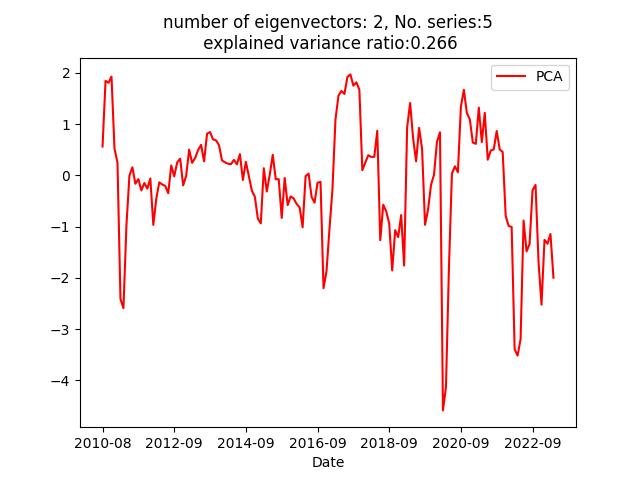 number of eigenvectors: 2, No. series:5
explained variance ratio:0.266
PCA
2
1
0
−1
−2
−3
−4
2010-08 2012-09 2014-09 2016-09 2018-09 2020-09 2022-09
Date